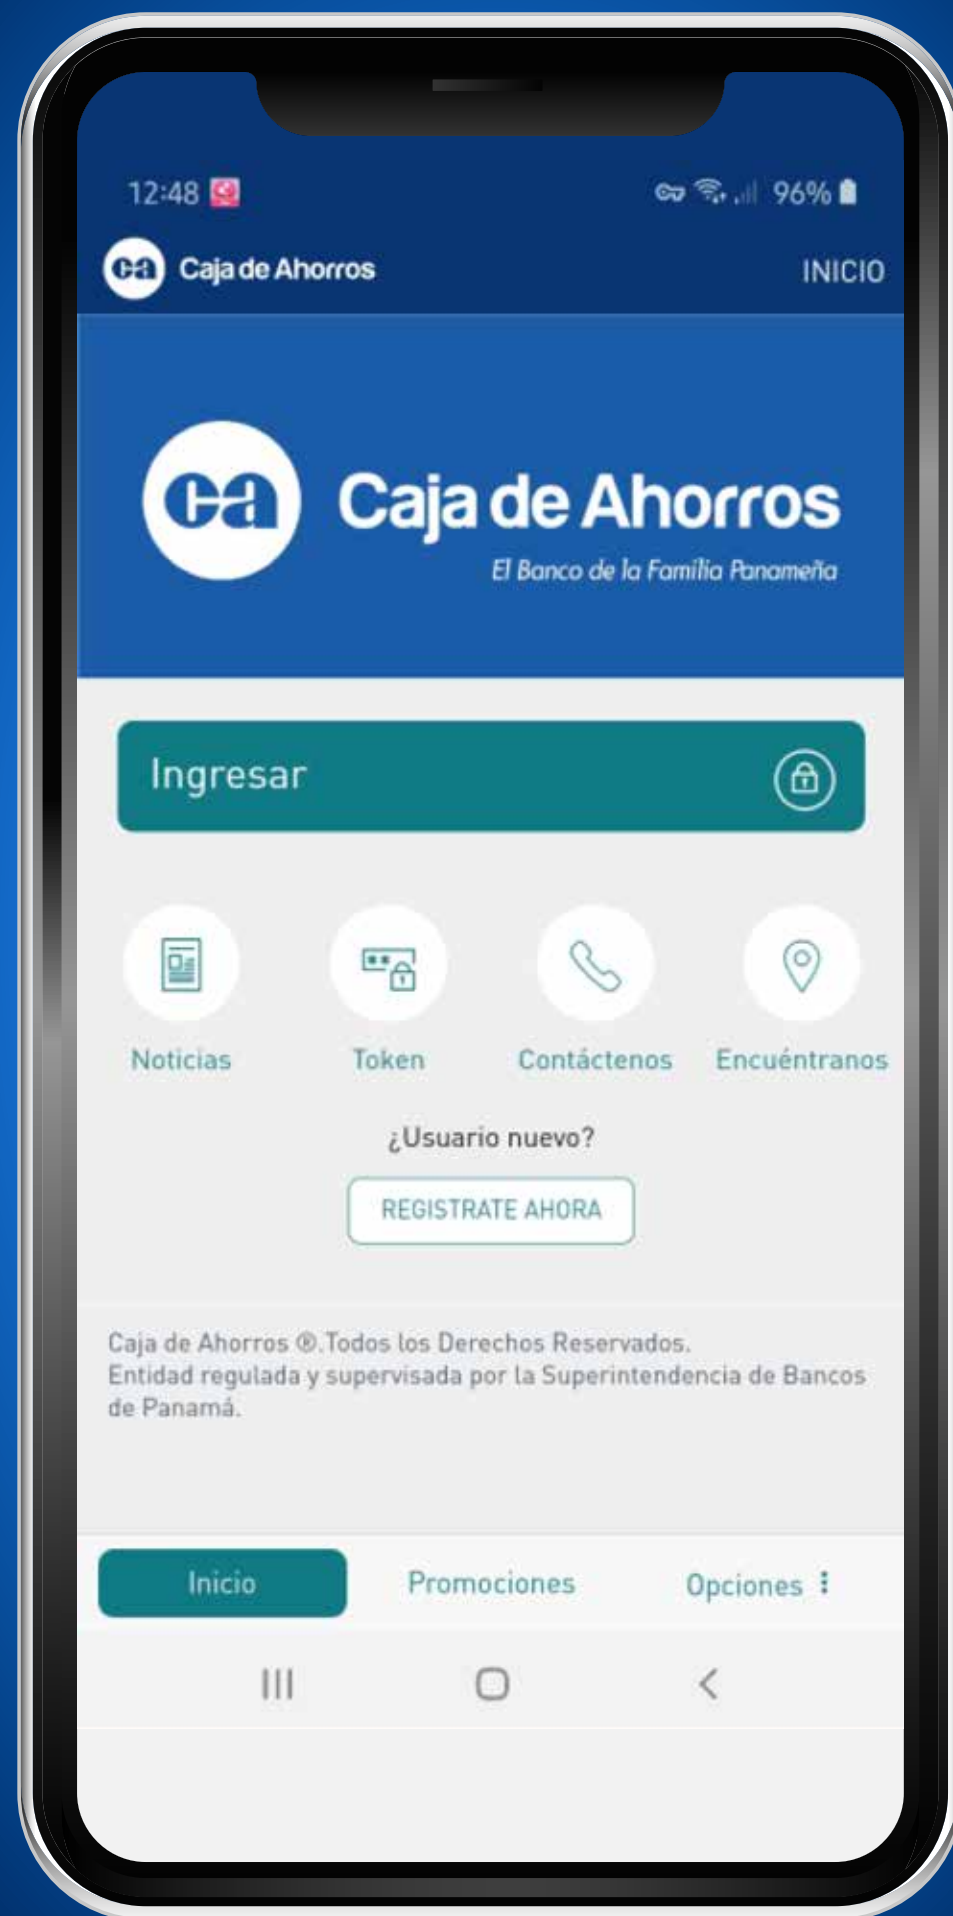 12:48
96%
ca Caja de Ahorros
INICIO
ca Caja de Ahorros
El Banco de la Familia Panameña
Ingresar
Noticias Token Contáctenos Encuéntranos
¿Usuario nuevo?
REGISTRATE AHORA
Caja de Ahorros ®.Todos los Derechos Reservados.
Entidad regulada y supervisada por la Superintendencia de Bancos
de Panamá.
Inicio Promociones Opciones